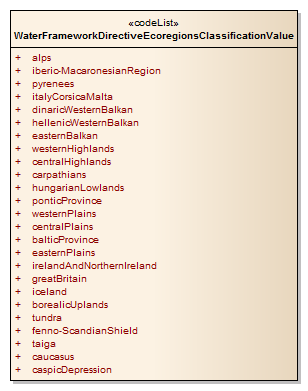 «codeList»
WaterFrameworkDirectiveEcoregionsClassificationValue
+ alps
+ iberic-MacaronesianRegion
+ pyrenees
+ italyCorsicaMalta
+ dinaricWesternBalkan
+ hellenicWesternBalkan
+ easternBalkan
+ westernHighlands
+ centralHighlands
+ carpathians
+ hungarianLowlands
+ ponticProvince
+ westernPlains
+ centralPlains
+ balticProvince
+ easternPlains
+ irelandAndNorthernIreland
+ greatBritain
+ iceland
+ borealicUplands
+ tundra
+ fenno-ScandianShield
+ taiga
+ caucasus
+ caspicDepression